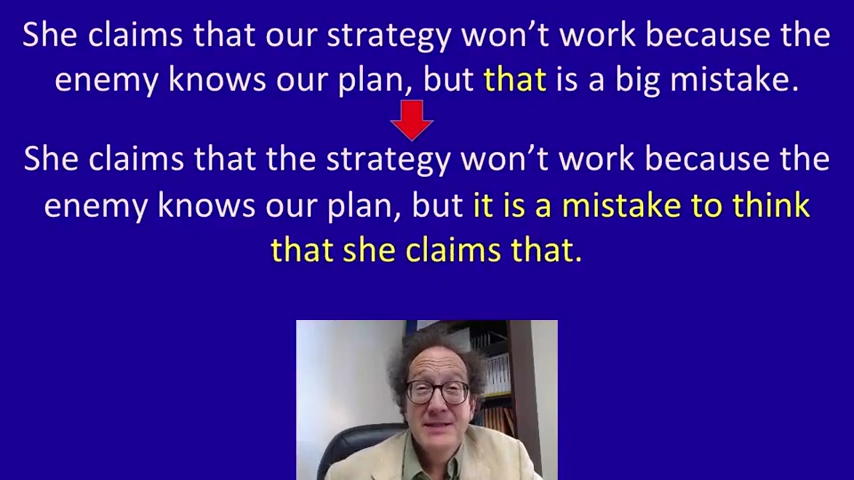 She claims that our strategy won’t work because the
enemy knows our plan, but that is a big mistake.
She claims that the strategy won’t work because the
enemy knows our plan, but it is a mistake to think
that she claims that.